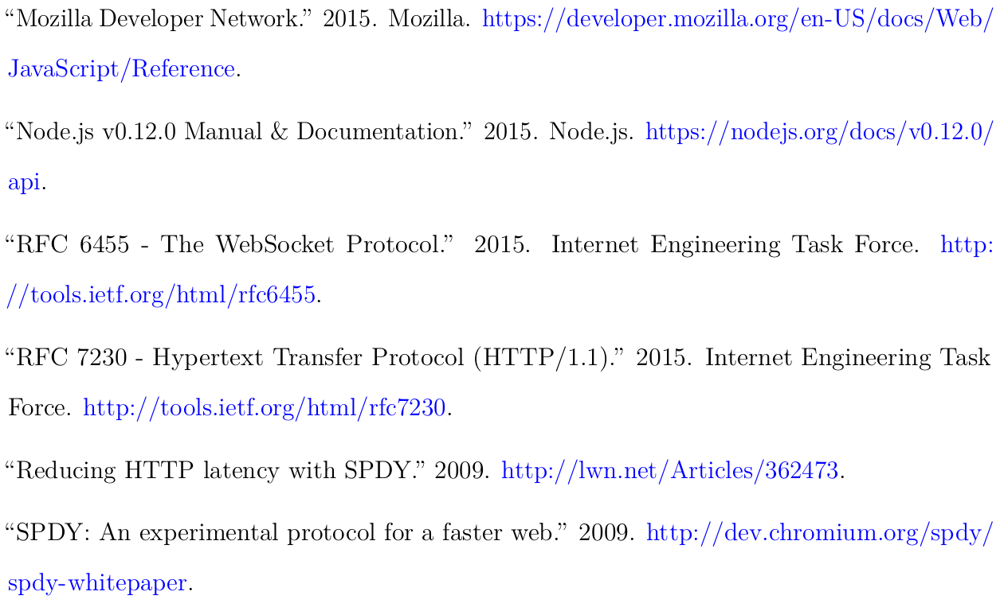 “Mozilla Developer Network.” 2015. Mozilla. https://developer.mozilla.org/en-US/docs/Web/
JavaScript/Reference.
“Node.js v0.12.0 Manual & Documentation.” 2015. Node.js. https://nodejs.org/docs/v0.12.0/
api.
“RFC 6455 - The WebSocket Protocol.” 2015. Internet Engineering Task Force. http:
//tools.ietf.org/html/rfc6455.
“RFC 7230 - Hypertext Transfer Protocol (HTTP/1.1).” 2015. Internet Engineering Task
Force. http://tools.ietf.org/html/rfc7230.
“Reducing HTTP latency with SPDY.” 2009. http://lwn.net/Articles/362473.
“SPDY: An experimental protocol for a faster web.” 2009. http://dev.chromium.org/spdy/
spdy-whitepaper.